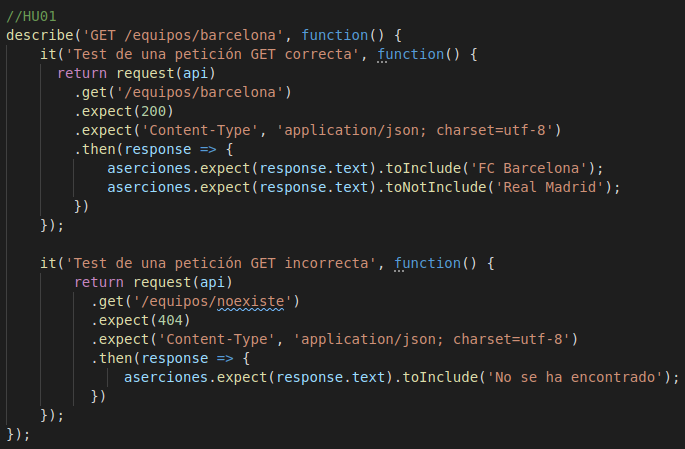 //HU01
describe('GET /equipos/barcelona', function() {
    it('Test de una petición GET correcta', function() {
      return request(api)
        .get('/equipos/barcelona')
        .expect(200)
        .expect('Content-Type', 'application/json; charset=utf-8')
        .then(response => {
            aserciones.expect(response.text).toInclude('FC Barcelona');
            aserciones.expect(response.text).toNotInclude('Real Madrid');
        })
    });

    it('Test de una petición GET incorrecta', function() {
        return request(api)
          .get('/equipos/noexiste')
          .expect(404)
          .expect('Content-Type', 'application/json; charset=utf-8')
          .then(response => {
              aserciones.expect(response.text).toInclude('No se ha encontrado');
          })
    });
});